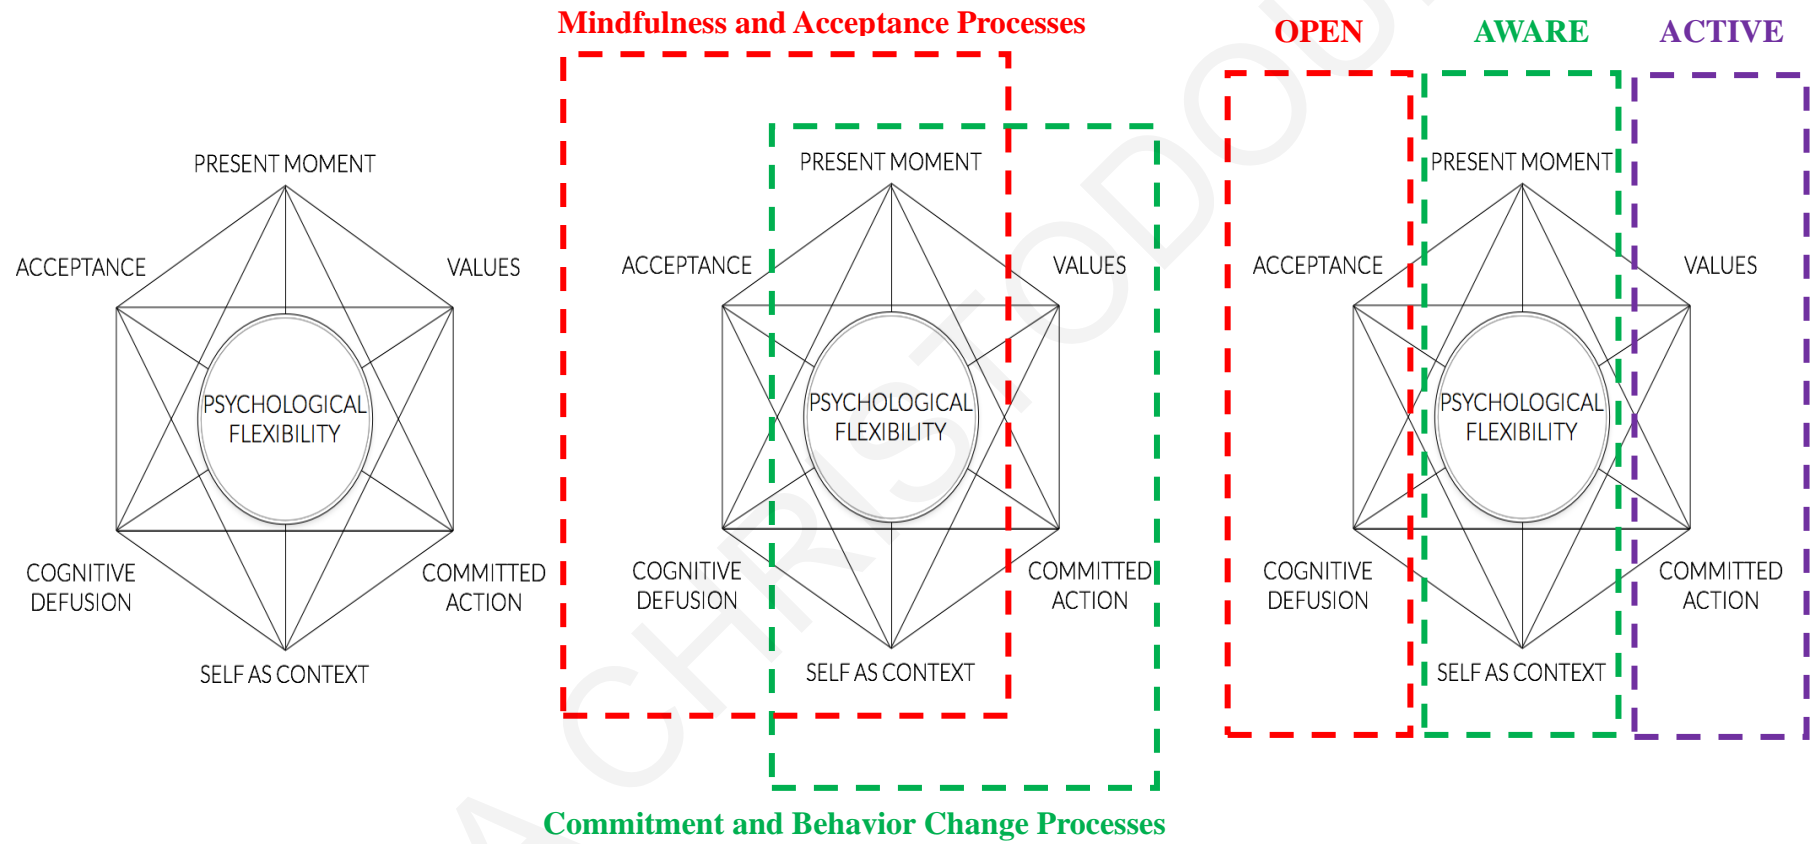 Mindfulness and Acceptance Processes
OPEN
AWARE
ACTIVE
PRESENT MOMENT
ACCEPTANCE
VALUES
PSYCHOLOGICAL
FLEXIBILITY
COGNITIVE
DEFUSION
COMMITTED
ACTION
SELF AS CONTEXT
PRESENT MOMENT
ACCEPTANCE
VALUES
PSYCHOLOGICAL
FLEXIBILITY
COGNITIVE
DEFUSION
COMMITTED
ACTION
SELF AS CONTEXT
PRESENT MOMENT
ACCEPTANCE
VALUES
PSYCHOLOGICAL
FLEXIBILITY
COGNITIVE
DEFUSION
COMMITTED
ACTION
SELF AS CONTEXT
Commitment and Behavior Change Processes